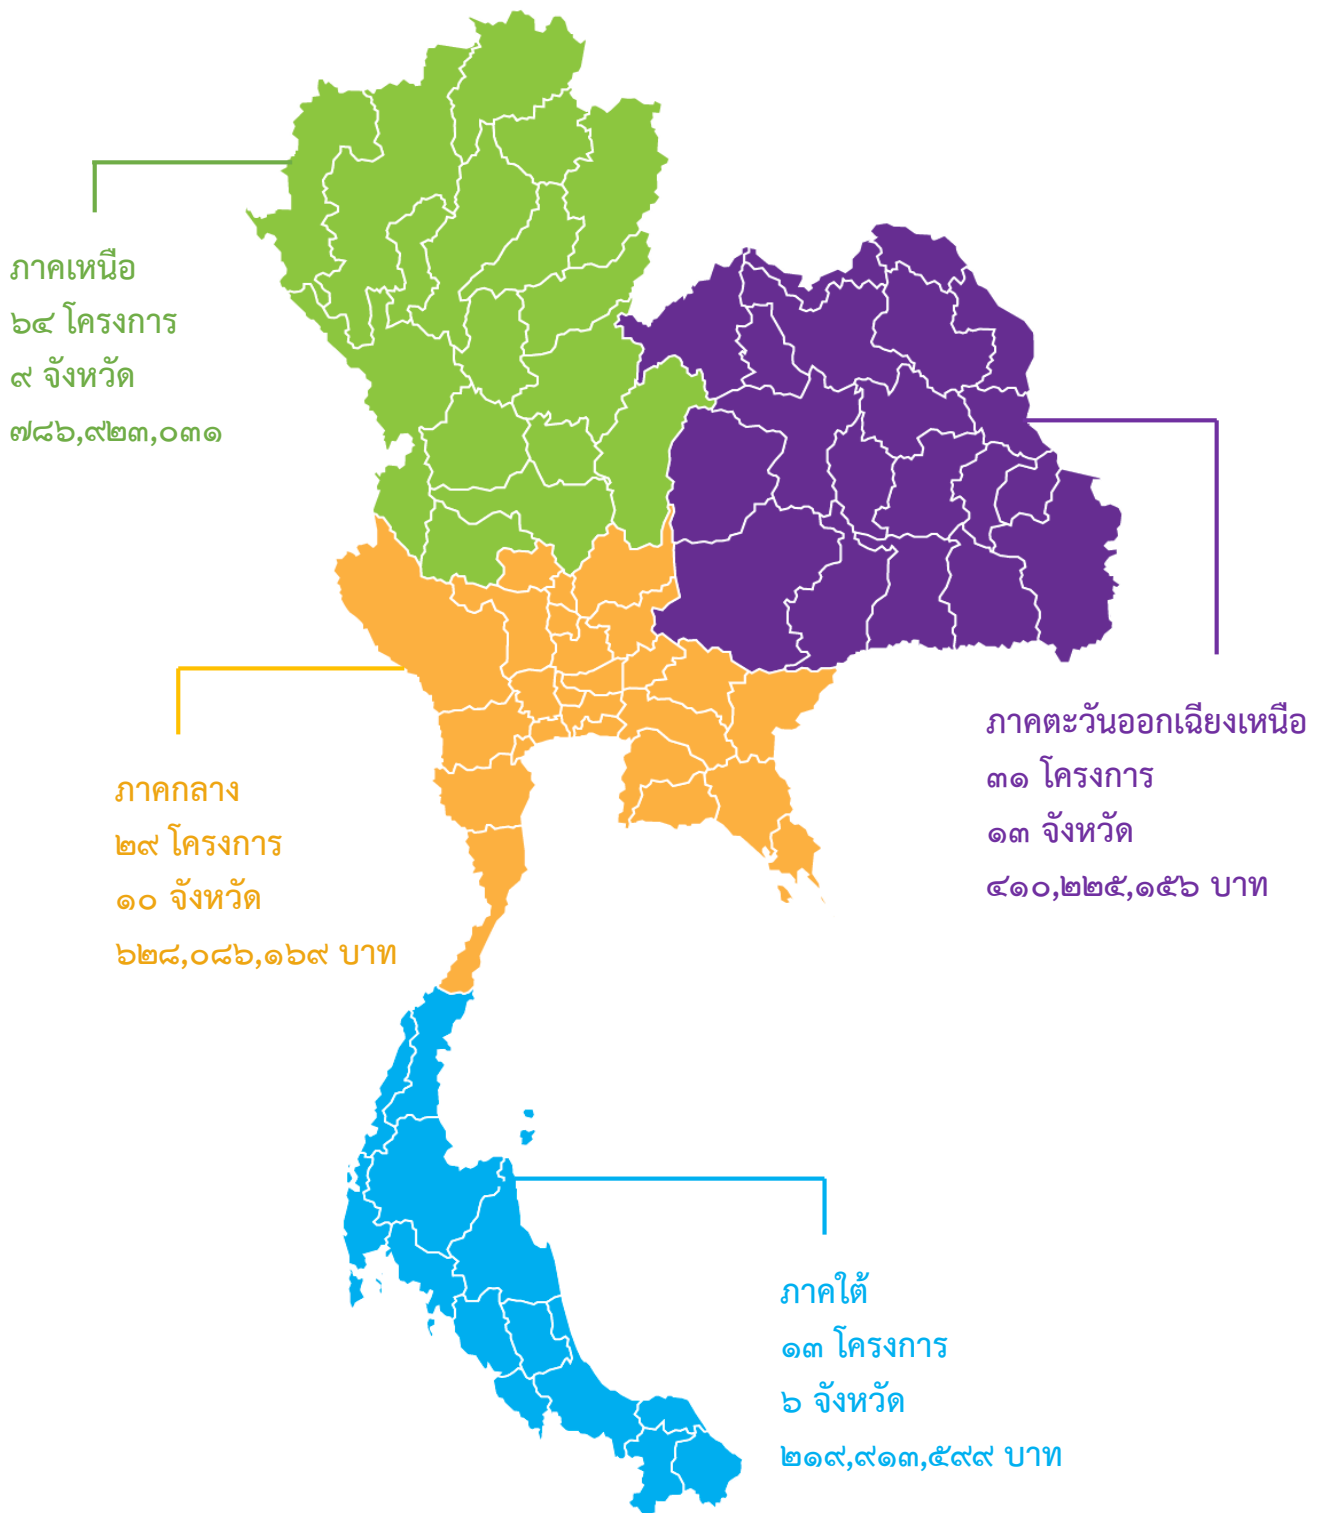 ภาคเหนือ
๖๔ โครงการ
๙ จังหวัด
๗๘๖,๙๒๓,๐๓๑
ภาคตะวันออกเฉียงเหนือ
๓๑ โครงการ
๑๓ จังหวัด
๔๑๐,๒๒๕,๑๕๖ บาท
ภาคกลาง
๒๙ โครงการ
๑๐ จังหวัด
๖๒๘,๐๘๖,๑๖๙ บาท
ภาคใต้
๑๓ โครงการ
๖ จังหวัด
๒๑๙,๙๑๓,๕๙๙ บาท